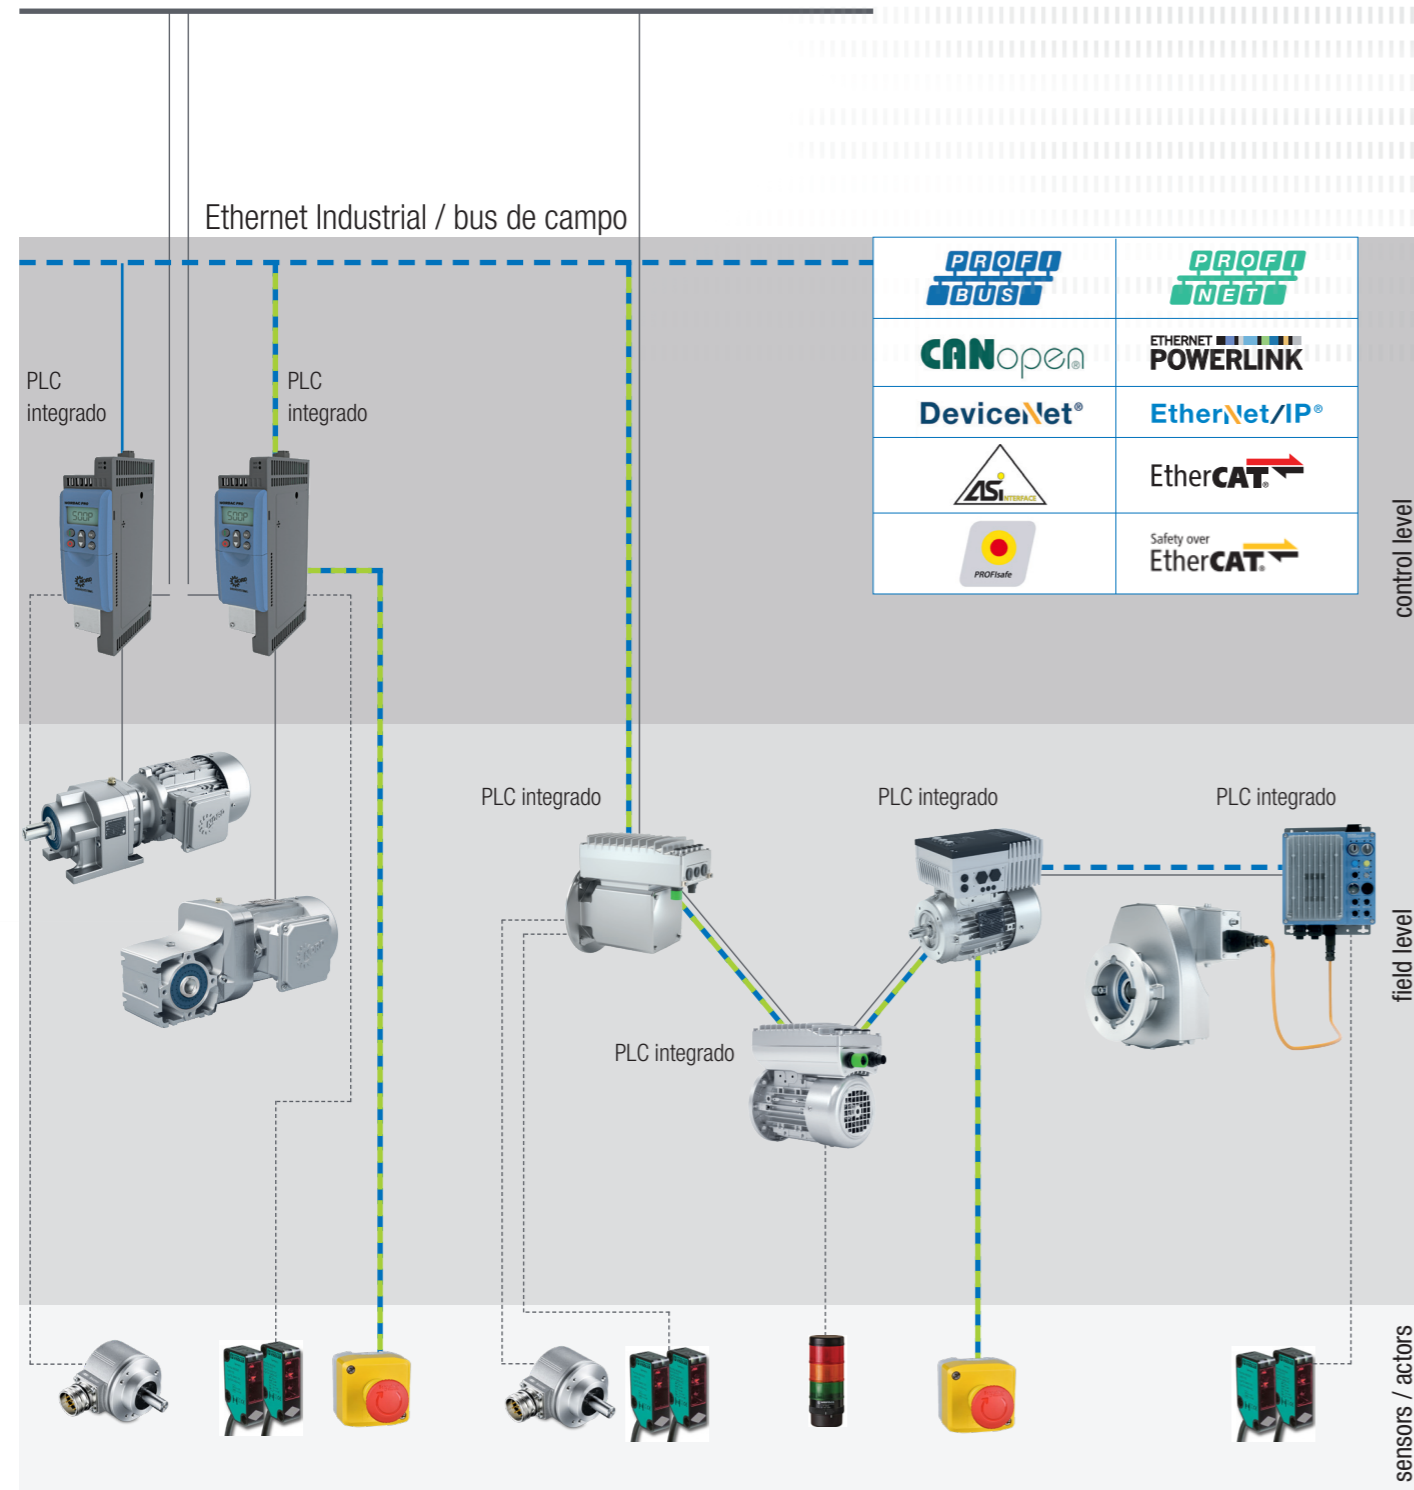 Ethernet Industrial / bus de campo
PROFI
BUS
PROFI
NET
CANopen®
ETHERNET
POWERLINK
DeviceNet®
EtherNet/IP®
ASi
INTERFACE
EtherCAT®
PROFIsafe
Safety over
EtherCAT®
PLC
integrado
PLC
integrado
control level
PLC integrado
PLC integrado
PLC integrado
PLC integrado
field level
sensors / actors